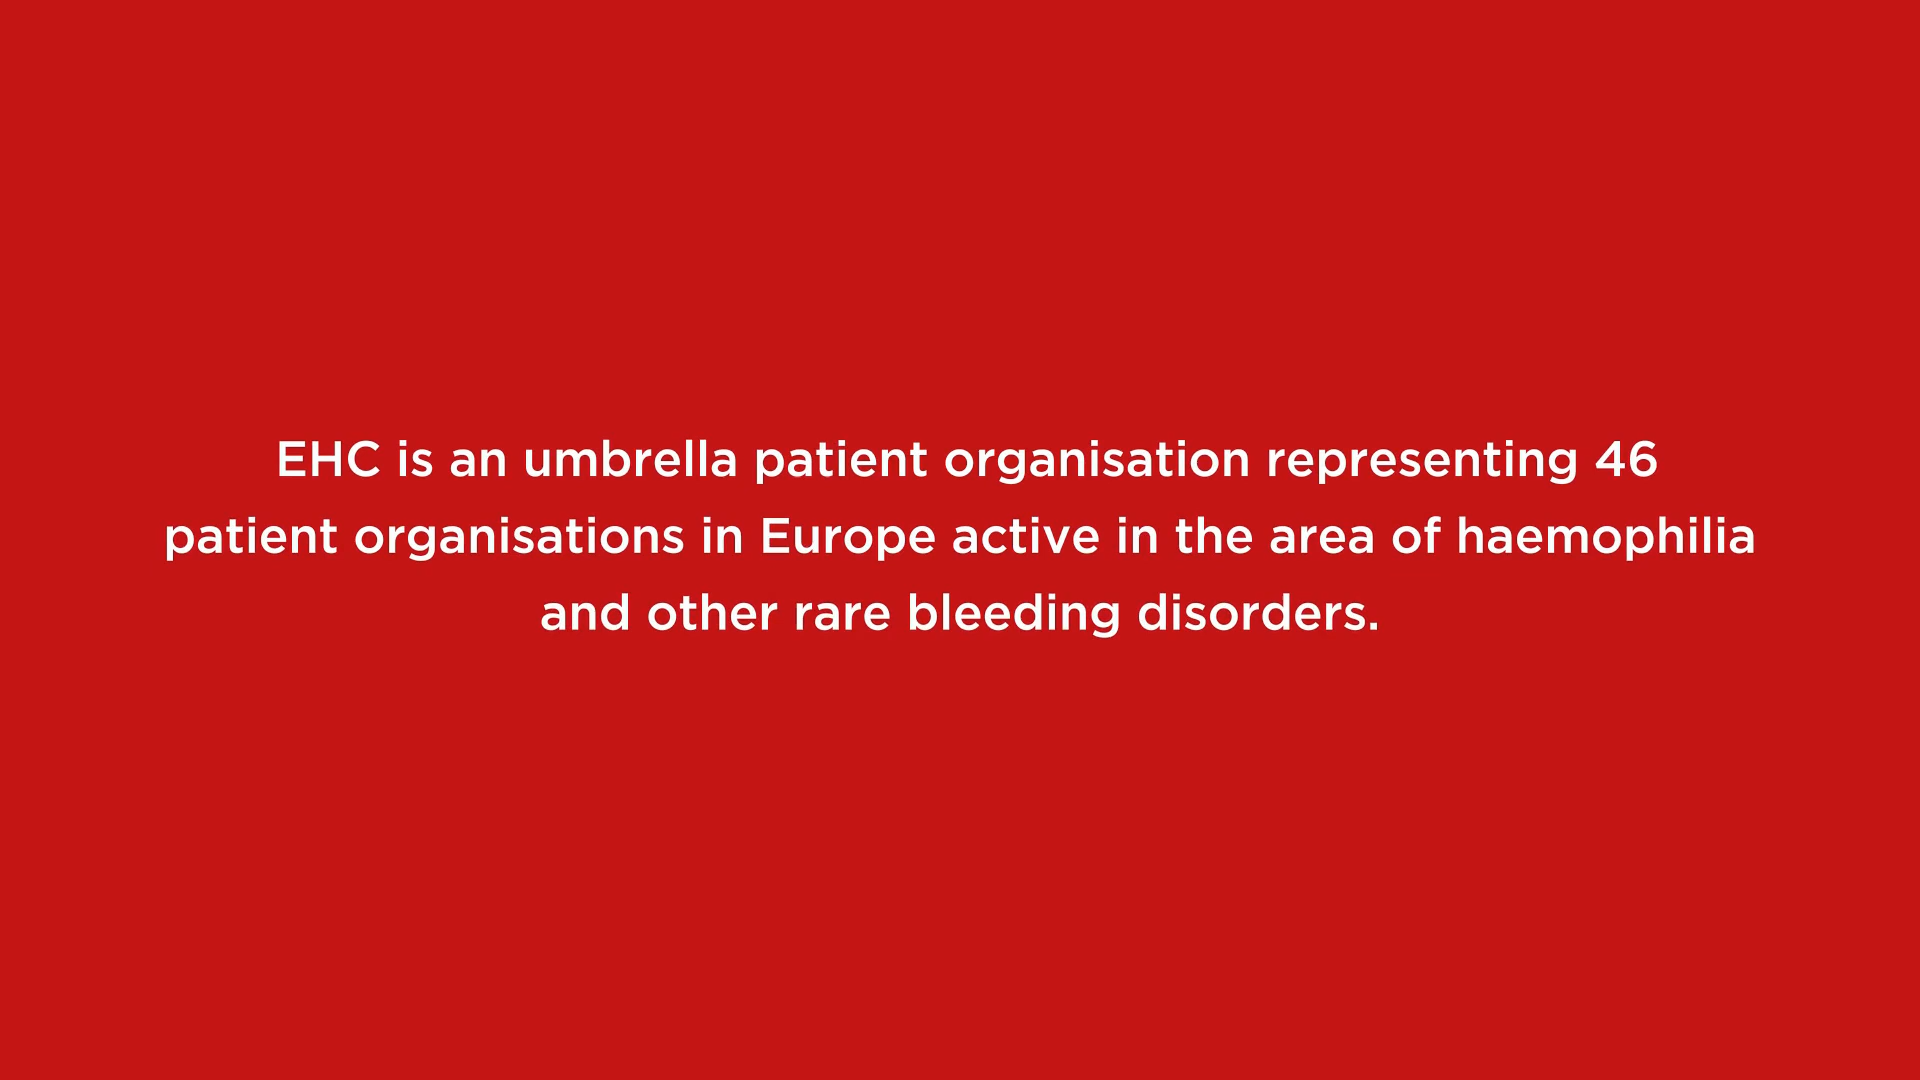 EHC is an umbrella patient organisation representing 46
patient organisations in Europe active in the area of haemophilia
and other rare bleeding disorders.